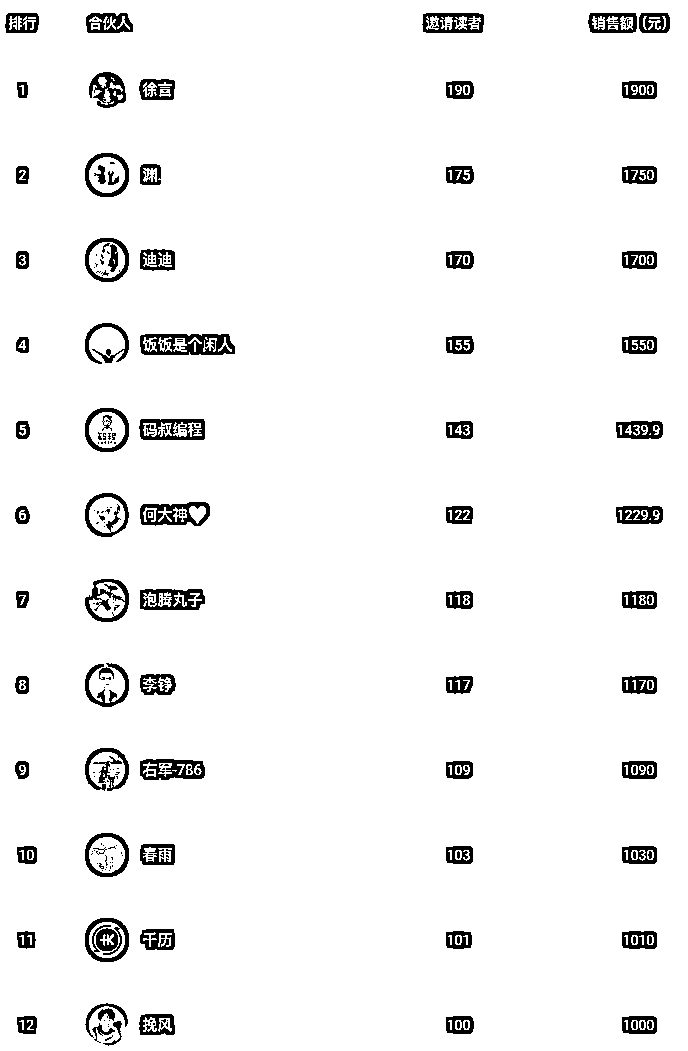 排行 合伙人 邀请读者 销售额（元）
1 徐言 190 1900
2 渊. 175 1750
3 迪迪 170 1700
4 饭饭是个闲人 155 1550
5 码叔编程 143 1439.9
6 何大神♥ 122 1229.9
7 泡腾丸子 118 1180
8 李铮 117 1170
9 右军-786 109 1090
10 春雨 103 1030
11 千历 101 1010
12 挽风 100 1000